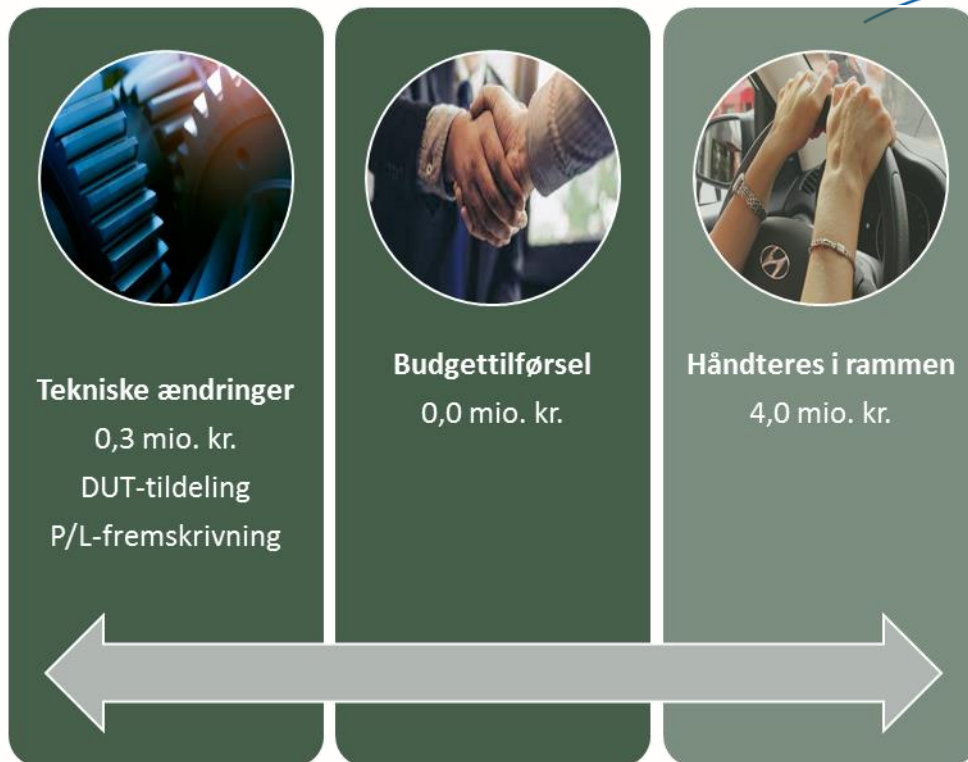 Tekniske ændringer
0,3 mio. kr.
DUT-tildeling
P/L-fremskrivning
Budgettilførsel
0,0 mio. kr.
Håndteres i rammen
4,0 mio. kr.